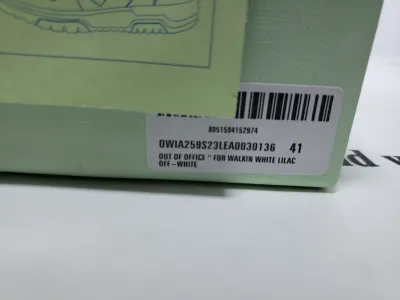 8051594152974
OWIA259S23LEA0030136 41
OUT OF OFFICE " FOR WALKIN WHITE LILAC
OFF-WHITE